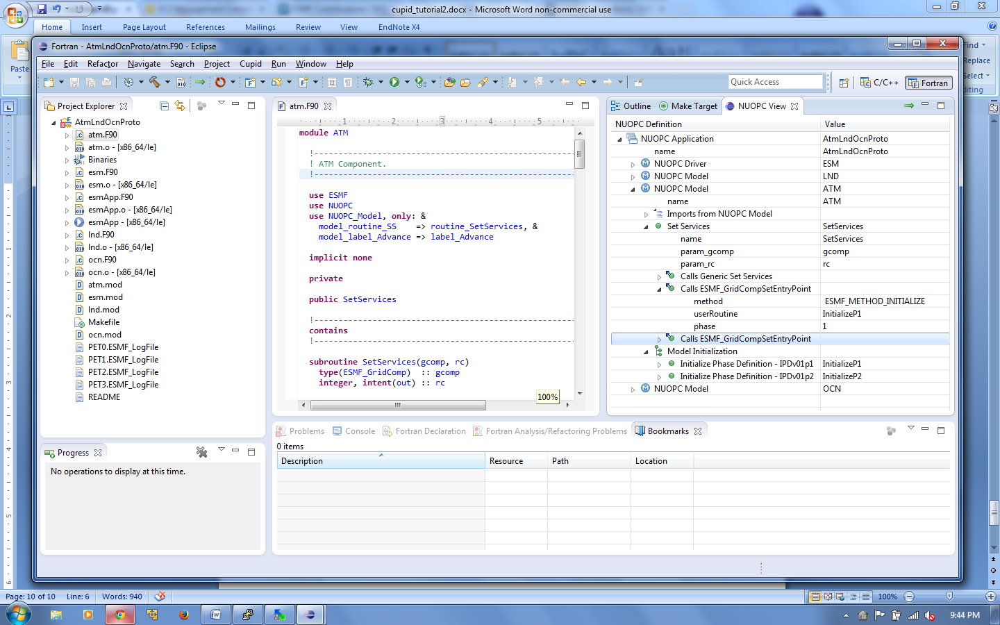 cupid_tutorial2.docx - Microsoft Word non-commercial use
Home Insert Page Layout References Mailings Review View EndNote X4
Paste
Find
Replace
Select
Fortran - AtmLndOcnProto/atm.F90 - Eclipse
File Edit Refactor Navigate Search Project Cupid Run Window Help
Quick Access C/C++ Fortran
Project Explorer
AtmLndOcnProto
atm.F90
atm.o - [x86_64/le]
Binaries
esm.F90
esm.o - [x86_64/le]
esmApp.F90
esmApp.o - [x86_64/le]
esmApp - [x86_64/le]
lnd.F90
lnd.o - [x86_64/le]
ocn.F90
ocn.o - [x86_64/le]
atm.mod
esm.mod
lnd.mod
Makefile
ocn.mod
PET0.ESMF_LogFile
PET1.ESMF_LogFile
PET2.ESMF_LogFile
PET3.ESMF_LogFile
README
Progress
No operations to display at this time.
atm.F90
1 2 3 4 5
module ATM
!-----------------------------------------------------
! ATM Component.
!-----------------------------------------------------
use ESMF
use NUOPC
use NUOPC_Model, only: &
model_routine_SS => routine_SetServices, &
model_label_Advance => label_Advance
implicit none
private
public SetServices
!-----------------------------------------------------
contains
!-----------------------------------------------------
subroutine SetServices(gcomp, rc)
type(ESMF_GridComp) :: gcomp
integer, intent(out) :: rc
100%
Outline Make Target NUOPC View
NUOPC Definition Value
NUOPC Application AtmLndOcnProto
name AtmLndOcnProto
NUOPC Driver ESM
NUOPC Model LND
NUOPC Model ATM
name ATM
Imports from NUOPC Model
Set Services SetServices
name SetServices
param_gcomp gcomp
param_rc rc
Calls Generic Set Services
Calls ESMF_GridCompSetEntryPoint
method ESMF_METHOD_INITIALIZE
userRoutine InitializeP1
phase 1
Calls ESMF_GridCompSetEntryPoint
Model Initialization
Initialize Phase Definition - IPDv01p1 InitializeP1
Initialize Phase Definition - IPDv01p2 InitializeP2
NUOPC Model OCN
Problems Console Fortran Declaration Fortran Analysis/Refactoring Problems Bookmarks
0 items
Description Resource Path Location
Page: 10 of 10 Line: 6 Words: 940 100%
9:44 PM